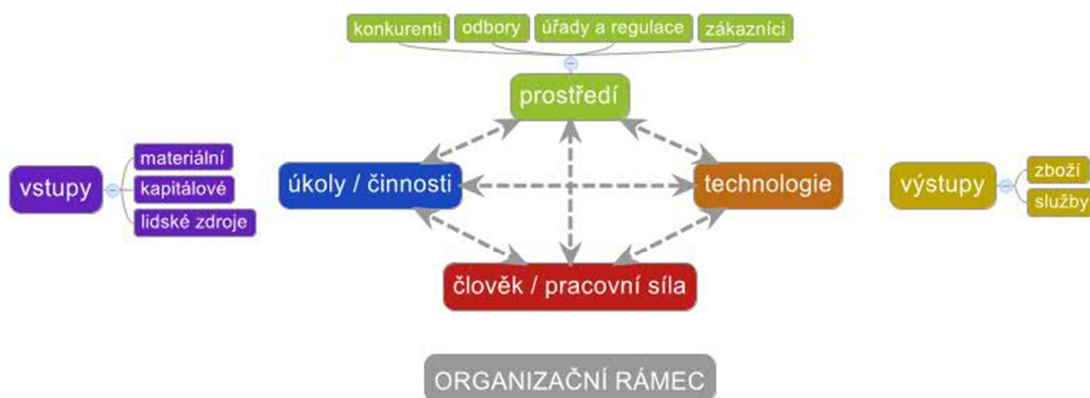 konkurenti
odbory
úřady a regulace
zákazníci
prostředí
vstupy
materiální
kapitálové
lidské zdroje
úkoly / činnosti
technologie
výstupy
zboží
služby
člověk / pracovní síla
ORGANIZAČNÍ RÁMEC